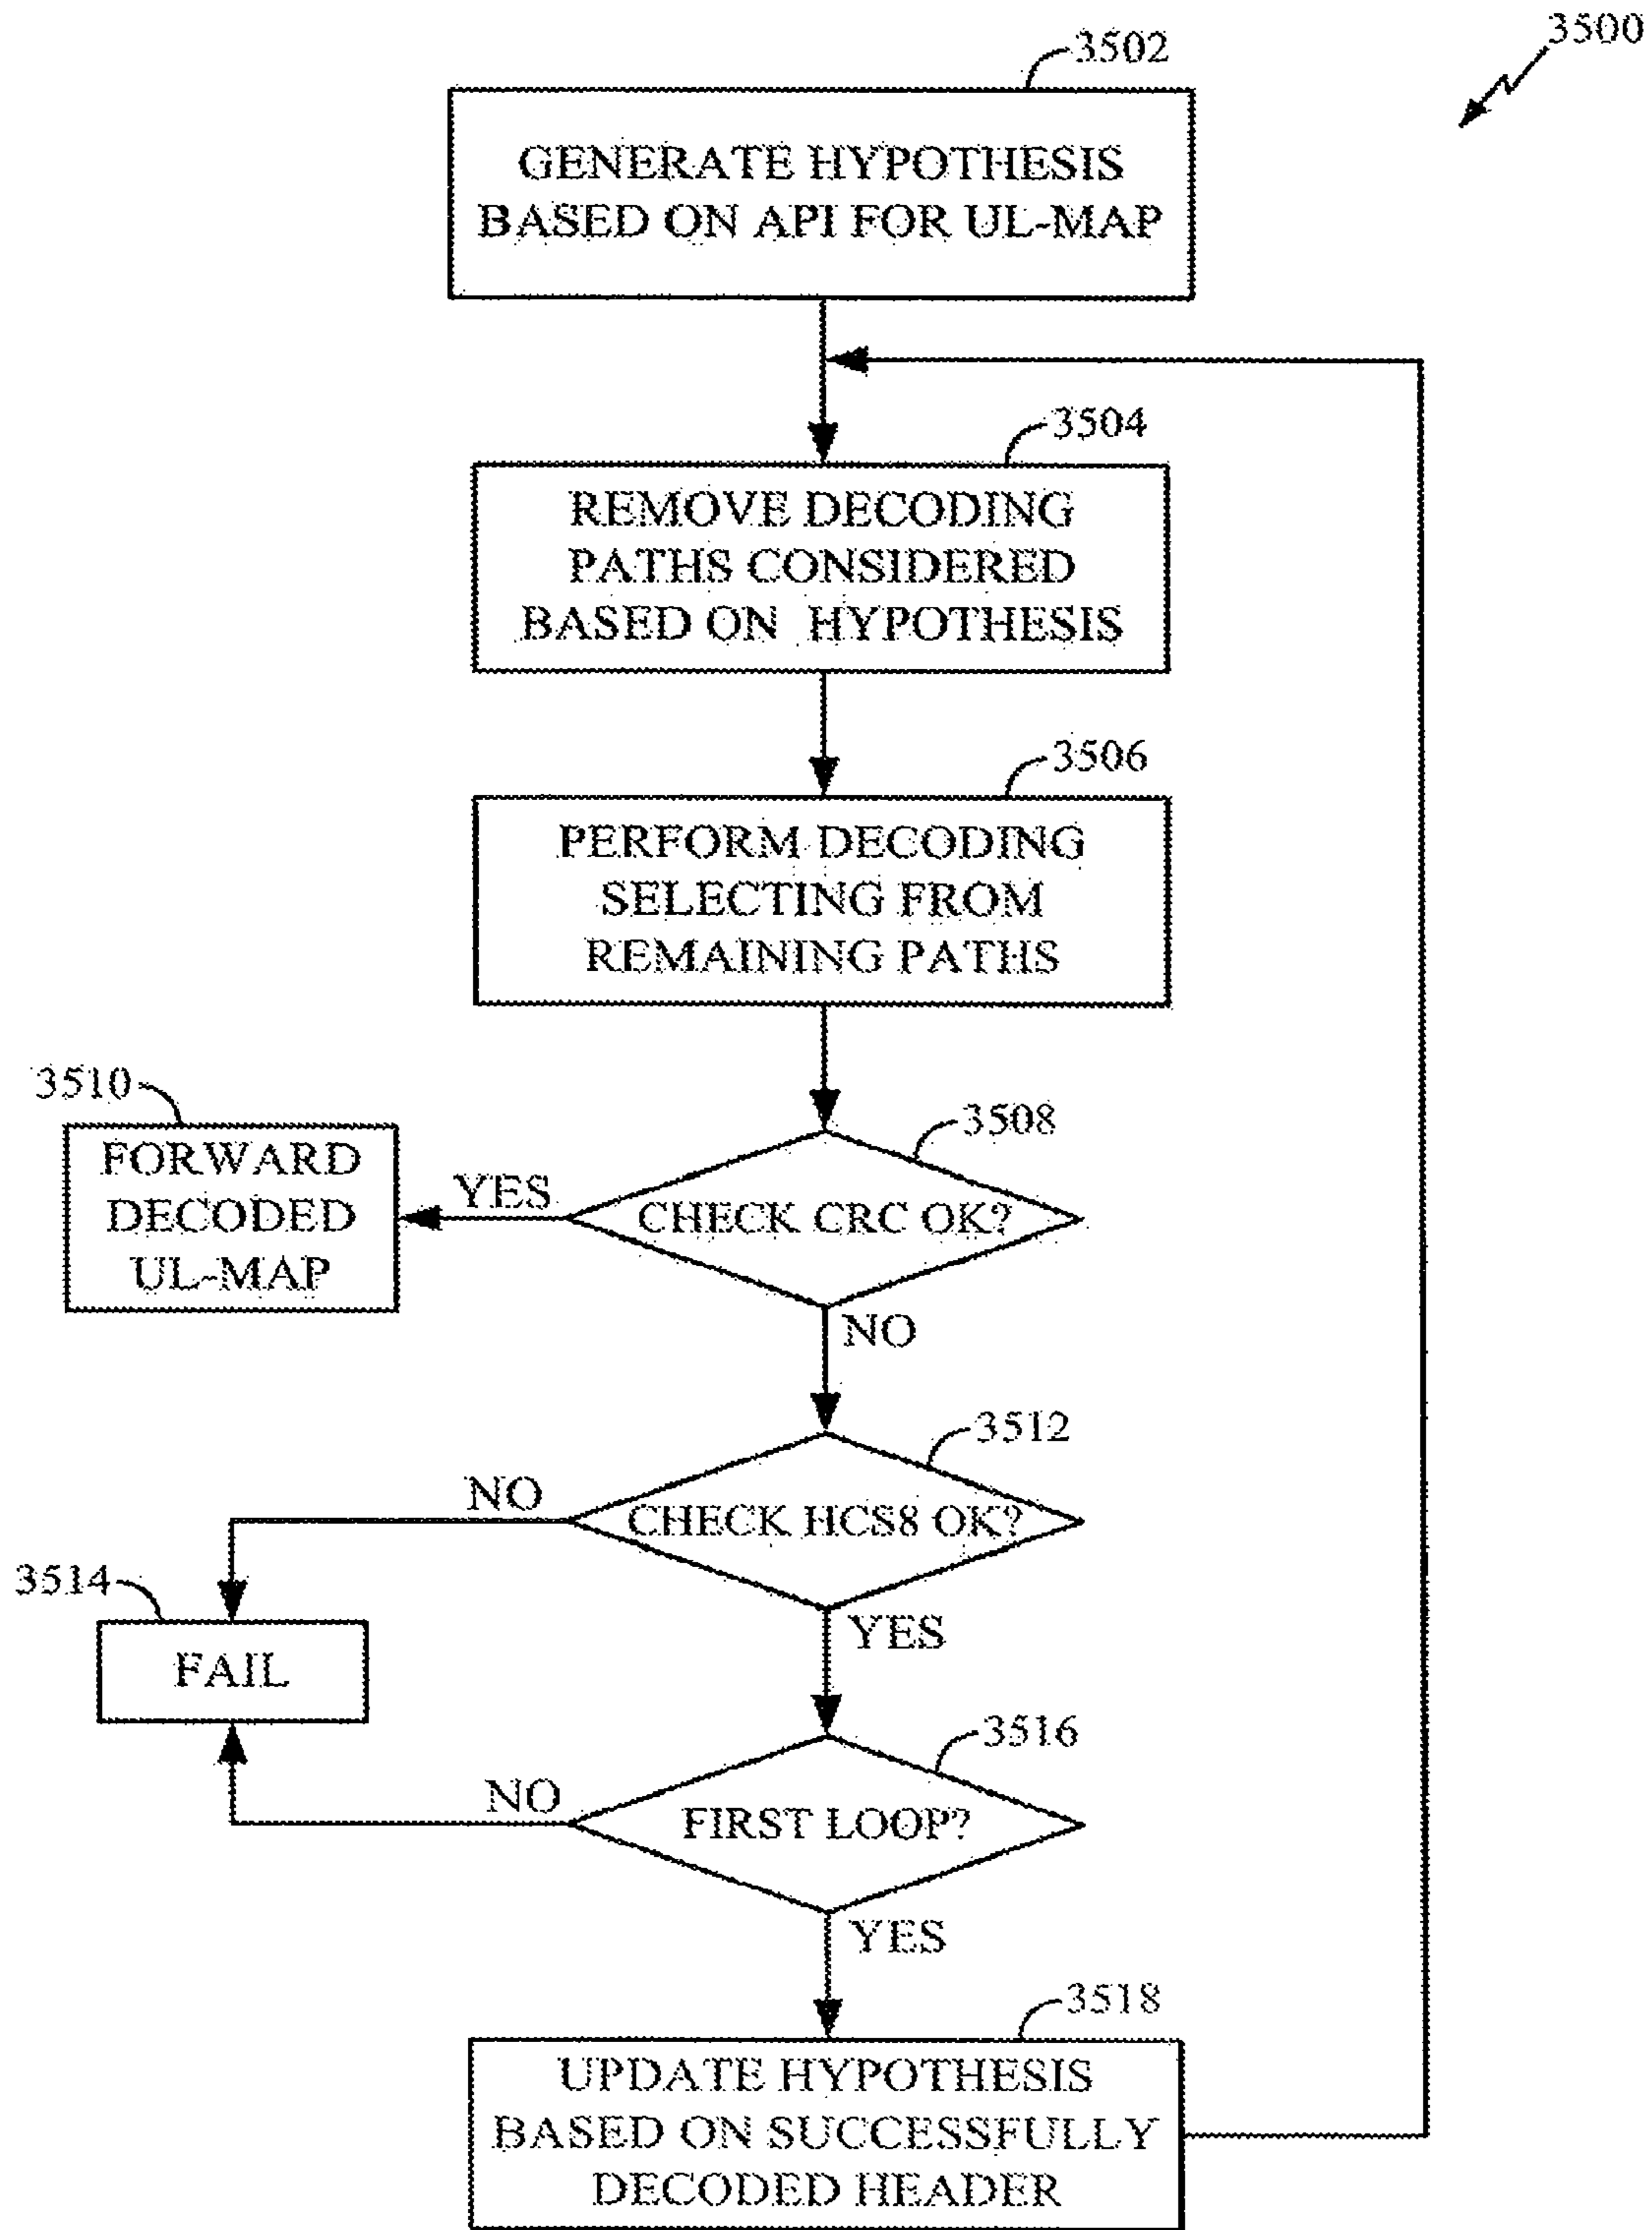 3500
3502
GENERATE HYPOTHESIS
BASED ON API FOR UL-MAP
3504
REMOVE DECODING
PATHS CONSIDERED
BASED ON HYPOTHESIS
3506
PERFORM DECODING
SELECTING FROM
REMAINING PATHS
3508
CHECK CRC OK?
YES
3510
FORWARD
DECODED
UL-MAP
NO
3512
CHECK HCS8 OK?
NO
3514
FAIL
YES
3516
FIRST LOOP?
NO
YES
3518
UPDATE HYPOTHESIS
BASED ON SUCCESSFULLY
DECODED HEADER